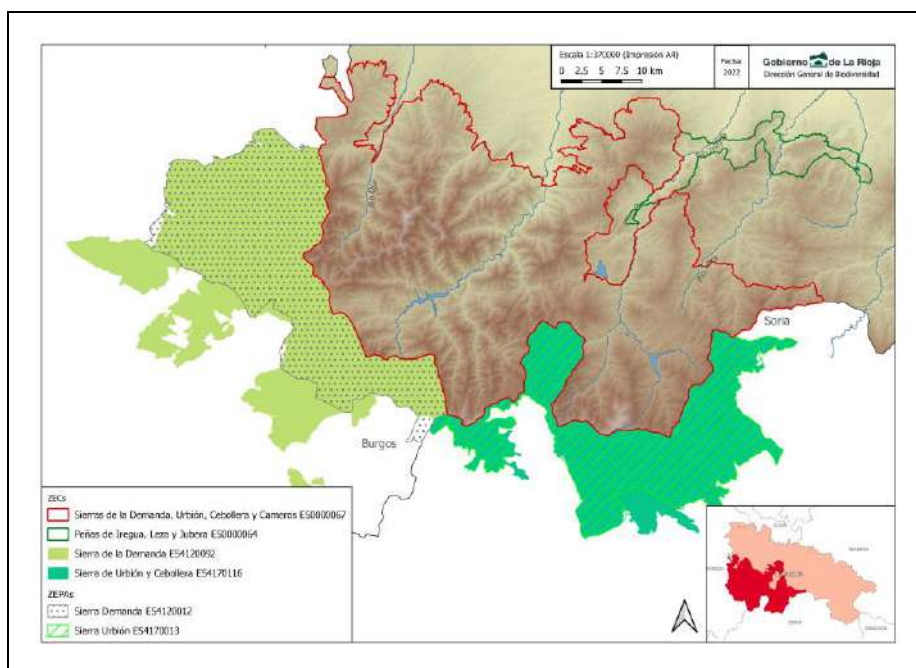 Escala 1:370000 (Impresión A4)
0 2.5 5 7.5 10 km
Fecha:
2022
Gobierno de La Rioja
Dirección General de Biodiversidad
Soria
Burgos
ZECs
Sierras de la Demanda, Urbión, Cebollera y Cameros ES0000067
Peñas de Iregua, Leza y Jubera ES0000064
Sierra de la Demanda ES4120092
Sierra de Urbión y Cebollera ES4170116
ZEPAs
Sierra Demanda ES4120012
Sierra Urbión ES4170013